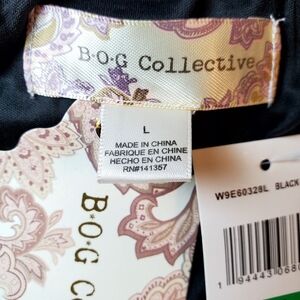 B·O·G Collective
L
MADE IN CHINA
FABRIQUE EN CHINE
HECHO EN CHINA
RN#141357
B·O·G
W9E60328L BLACK